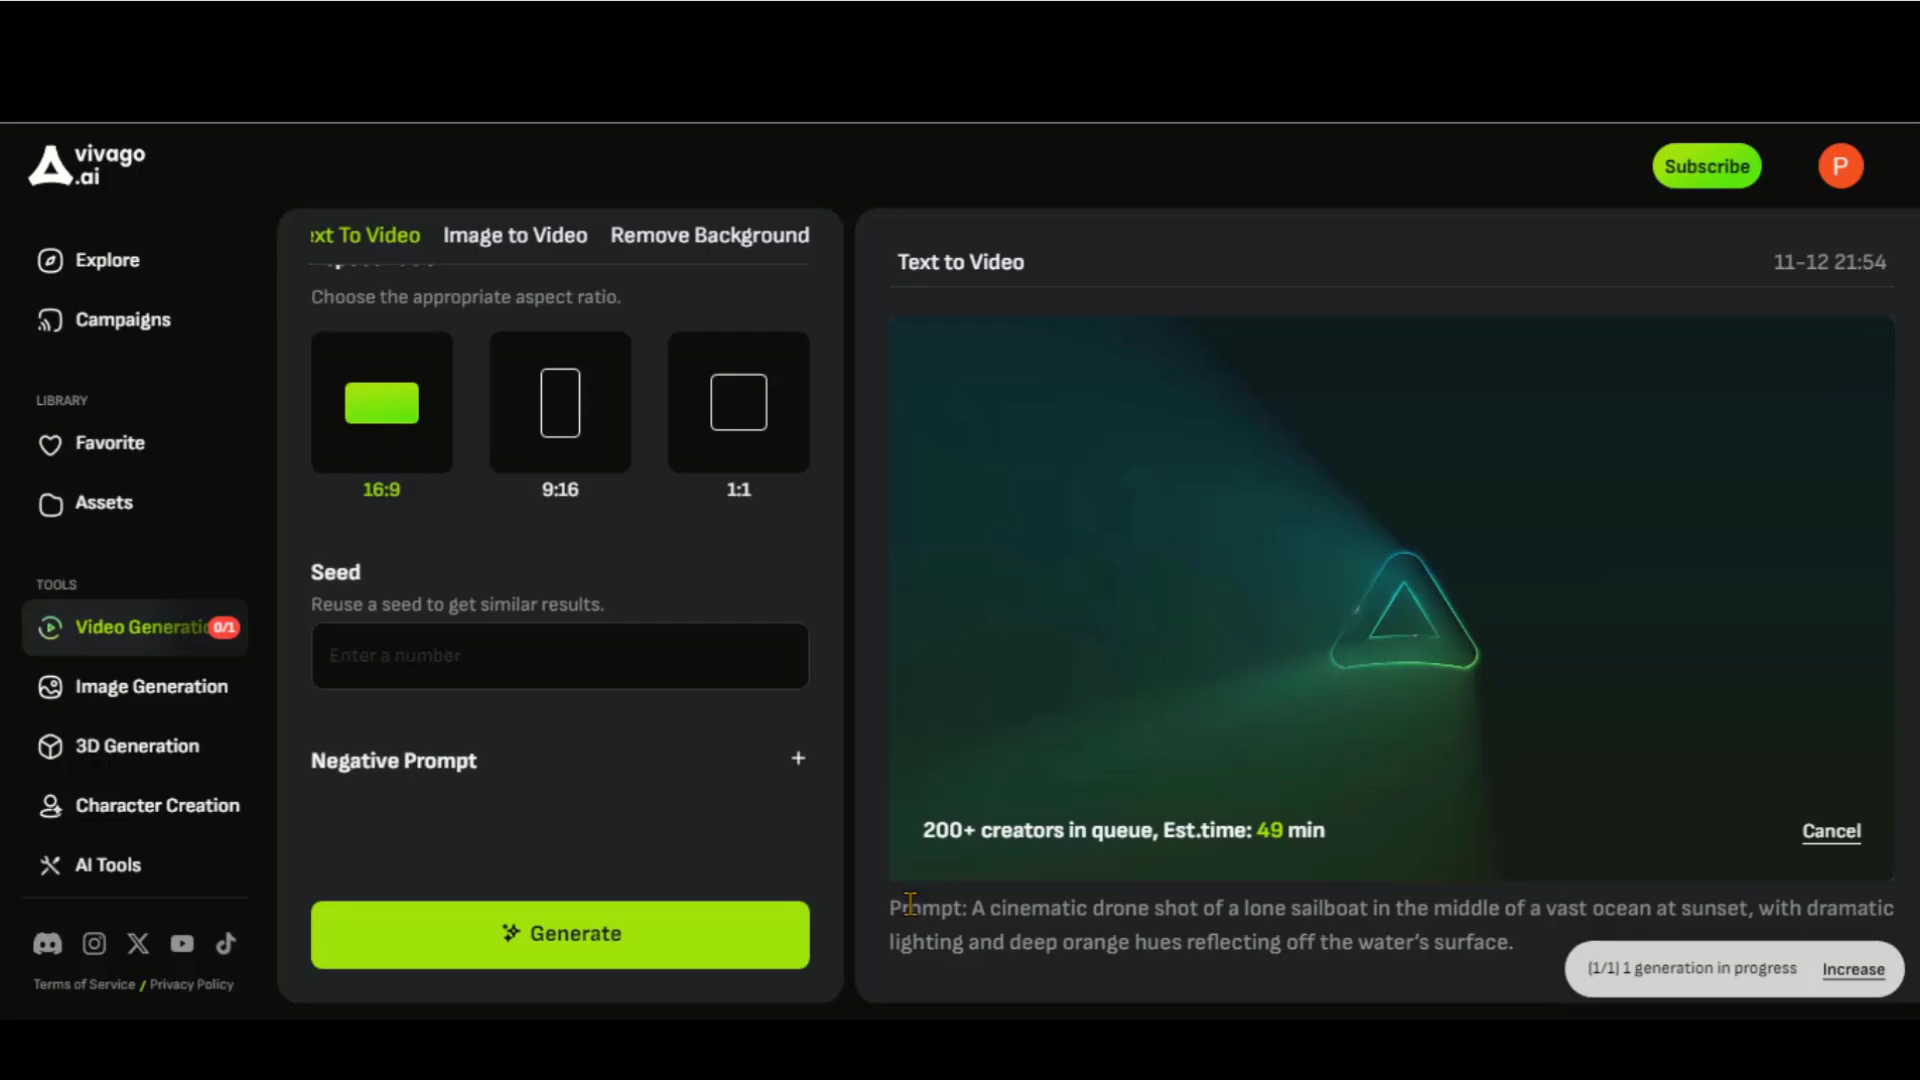 vivago
.ai
Subscribe
P
Explore
Campaigns
LIBRARY
Favorite
Assets
TOOLS
Video Generatio 0/1
Image Generation
3D Generation
Character Creation
AI Tools
Terms of Service / Privacy Policy
ext To Video Image to Video Remove Background
Choose the appropriate aspect ratio.
16:9 9:16 1:1
Seed
Reuse a seed to get similar results.
Enter a number
Negative Prompt +
Generate
Text to Video 11-12 21:54
200+ creators in queue, Est.time: 49 min Cancel
Prompt: A cinematic drone shot of a lone sailboat in the middle of a vast ocean at sunset, with dramatic
lighting and deep orange hues reflecting off the water's surface.
(1/1) 1 generation in progress Increase